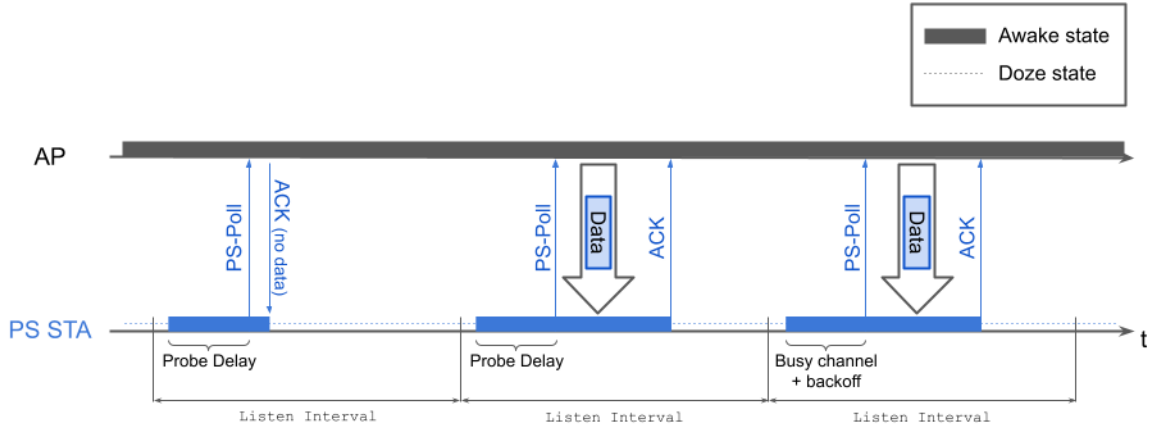 Awake state
Doze state
AP
PS-Poll
ACK (no data)
PS-Poll
Data
ACK
PS-Poll
Data
ACK
PS STA
t
Probe Delay
Probe Delay
Busy channel
+ backoff
Listen Interval
Listen Interval
Listen Interval